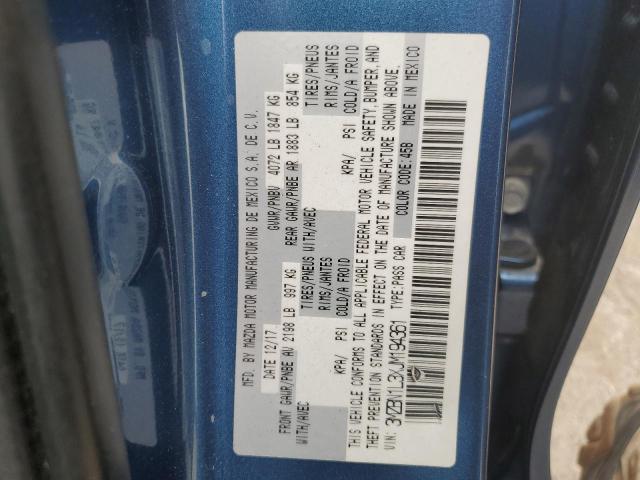 MFD. BY MAZDA MOTOR MANUFACTURING DE MEXICO S.A. DE C.V.
DATE 12/17 GVWR/PNBV 4072 LB 1847 KG
FRONT GAWR/PNBE AV 2198 LB 997 KG REAR GAWR/PNBE AR 1883 LB 854 KG
WITH/AVEC TIRES/PNEUS WITH/AVEC TIRES/PNEUS
RIMS/JANTES RIMS/JANTES
KPA/ PSI COLD/A FROID KPA/ PSI COLD/A FROID
THIS VEHICLE CONFORMS TO ALL APPLICABLE FEDERAL MOTOR VEHICLE SAFETY, BUMPER, AND
THEFT PREVENTION STANDARDS IN EFFECT ON THE DATE OF MANUFACTURE SHOWN ABOVE.
VIN: 3MZBN1L3XJM194369 TYPE:PASS CAR COLOR CODE:45B MADE IN MEXICO